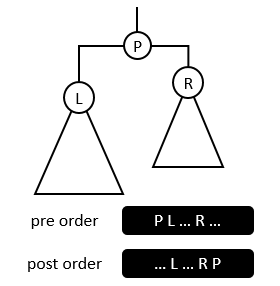 P
R
L
pre order P L ... R ...
post order ... L ... R P